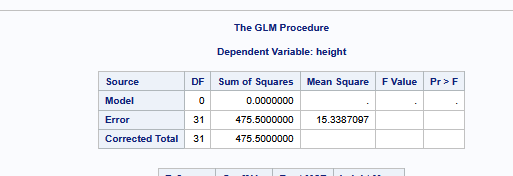 The GLM Procedure
Dependent Variable: height
Source DF Sum of Squares Mean Square F Value Pr > F
Model 0 0.0000000 . . .
Error 31 475.5000000 15.3387097
Corrected Total 31 475.5000000